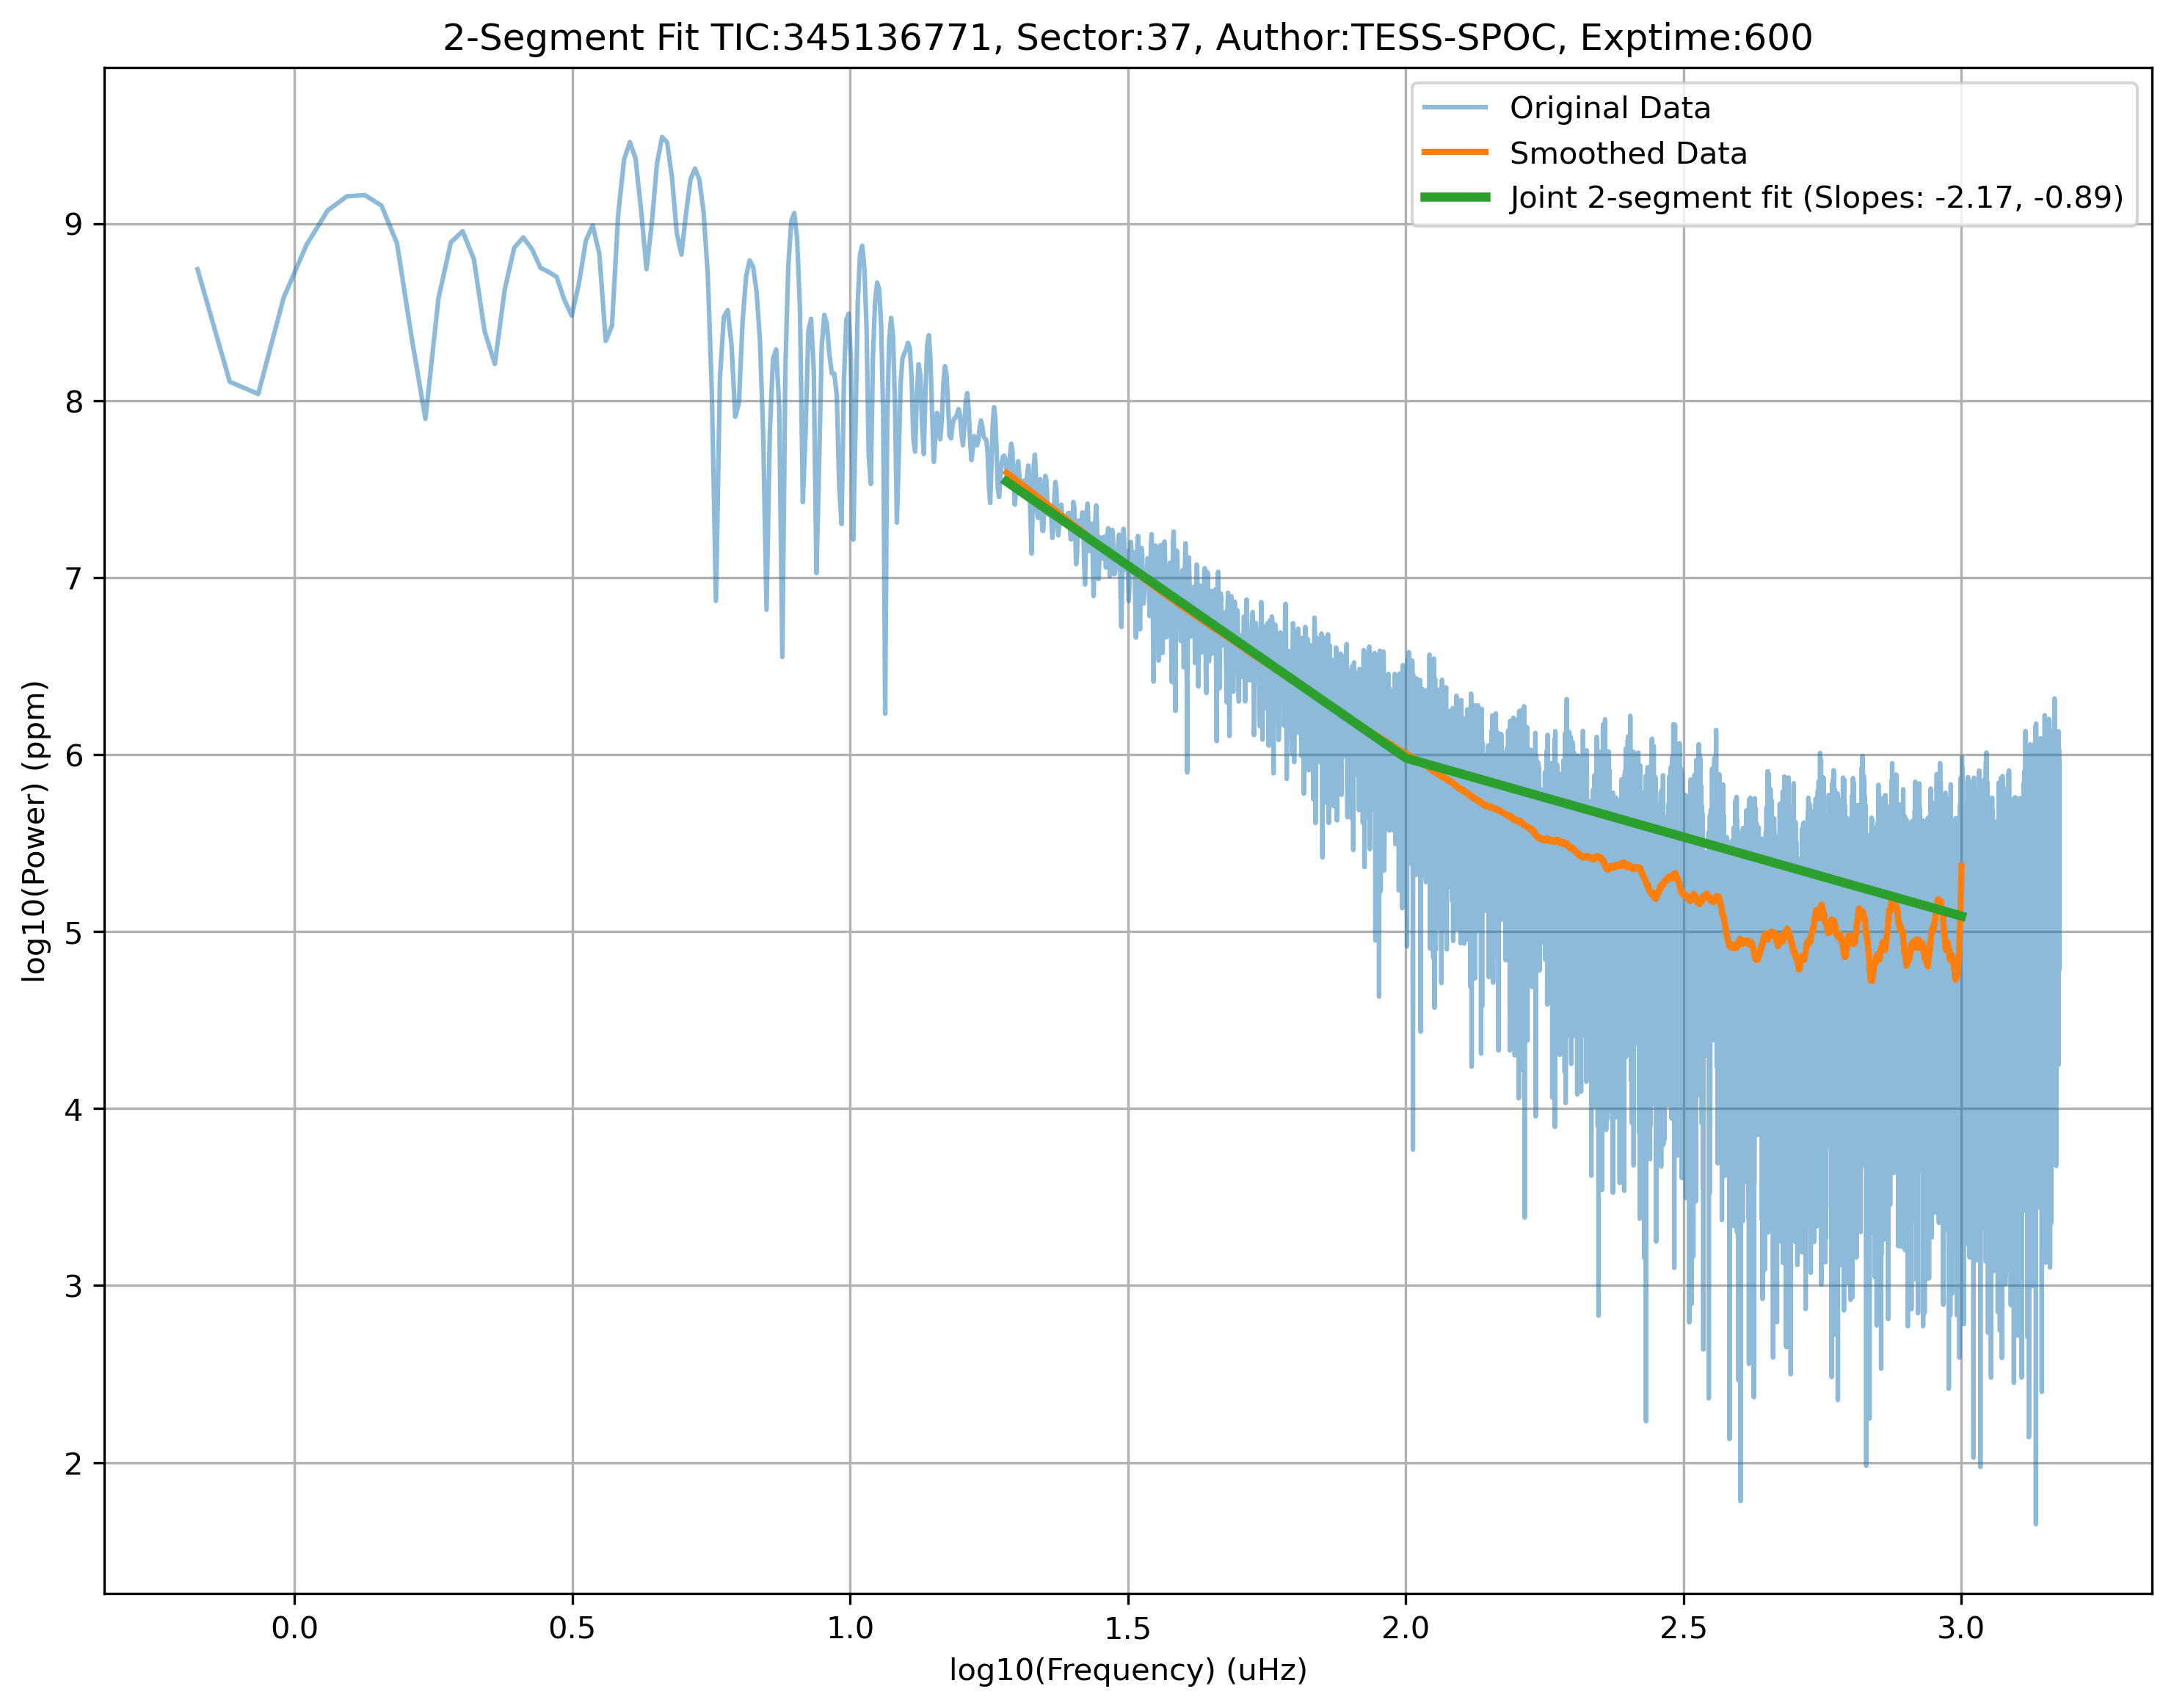 2-Segment Fit TIC:345136771, Sector:37, Author:TESS-SPOC, Exptime:600
Original Data
Smoothed Data
Joint 2-segment fit (Slopes: -2.17, -0.89)
log10(Power) (ppm)
9
8
7
6
5
4
3
2
0.0 0.5 1.0 1.5 2.0 2.5 3.0
log10(Frequency) (uHz)